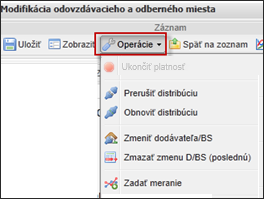 Modifikácia odovzdávacieho a odberného miesta
Záznam
Uložiť Zobraziť Operácie Späť na zoznam
Ukončiť platnosť
Prerušiť distribúciu
Obnoviť distribúciu
Zmeniť dodávateľa/BS
Zmazať zmenu D/BS (poslednú)
Zadať meranie